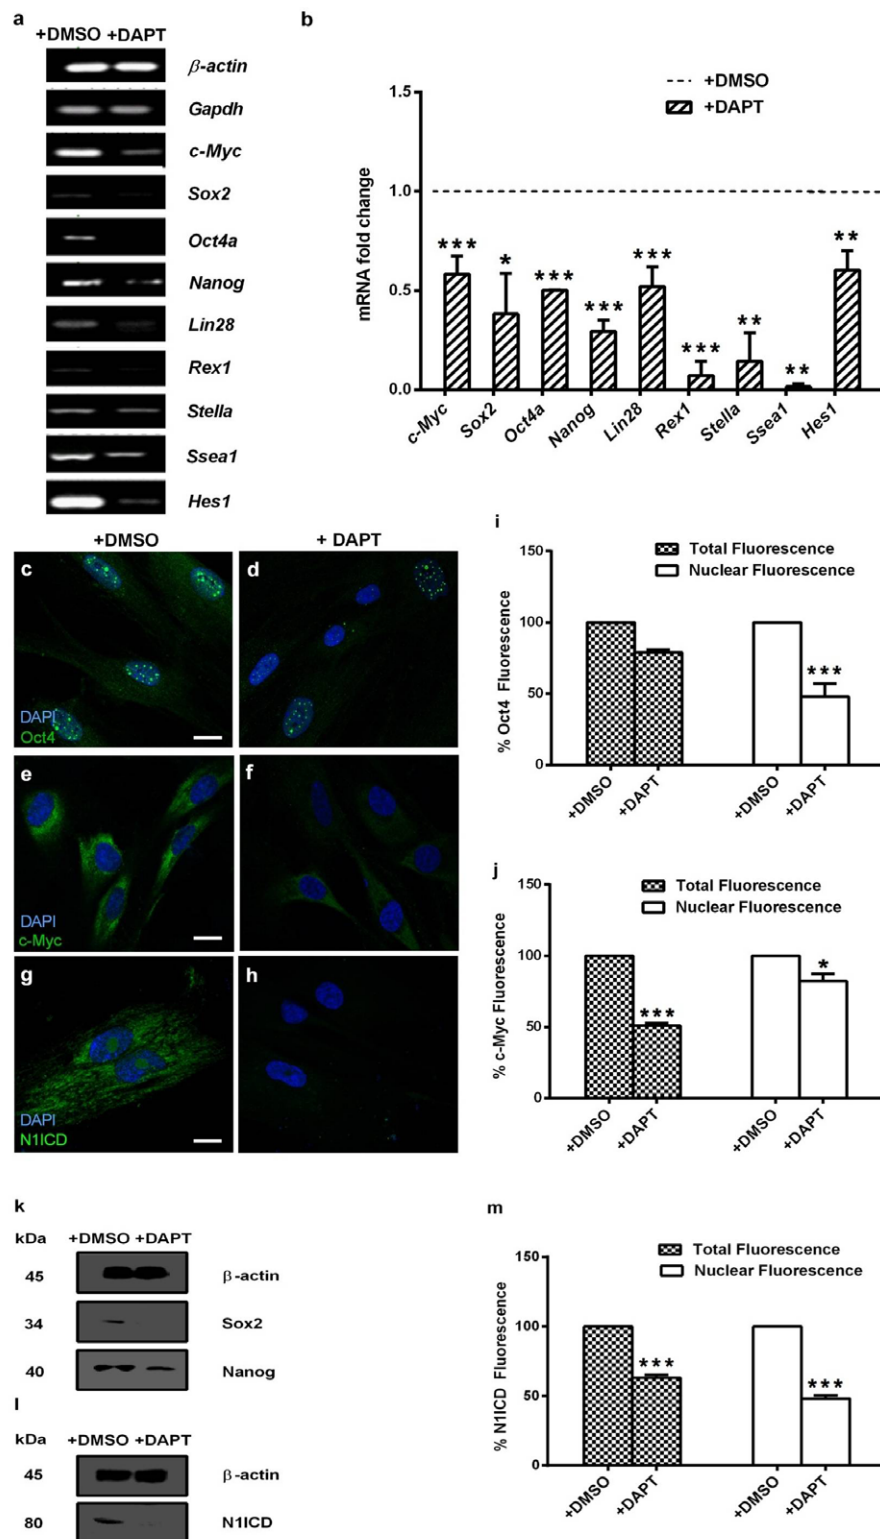 a
+DMSO +DAPT
β-actin
Gapdh
c-Myc
Sox2
Oct4a
Nanog
Lin28
Rex1
Stella
Ssea1
Hes1
b
+DMSO
+DAPT
mRNA fold change
1.5
1.0
0.5
0.0
***
*
***
***
***
***
**
**
**
c-Myc
Sox2
Oct4a
Nanog
Lin28
Rex1
Stella
Ssea1
Hes1
+DMSO
+ DAPT
c
DAPI
Oct4
d
e
DAPI
c-Myc
f
g
DAPI
N1ICD
h
i
Total Fluorescence
Nuclear Fluorescence
% Oct4 Fluorescence
150
100
50
0
***
+DMSO
+DAPT
+DMSO
+DAPT
j
Total Fluorescence
Nuclear Fluorescence
% c-Myc Fluorescence
150
100
50
0
***
*
+DMSO
+DAPT
+DMSO
+DAPT
k
kDa +DMSO +DAPT
45 β-actin
34 Sox2
40 Nanog
l
kDa +DMSO +DAPT
45 β-actin
80 N1ICD
m
Total Fluorescence
Nuclear Fluorescence
% N1ICD Fluorescence
150
100
50
0
***
***
+DMSO
+DAPT
+DMSO
+DAPT